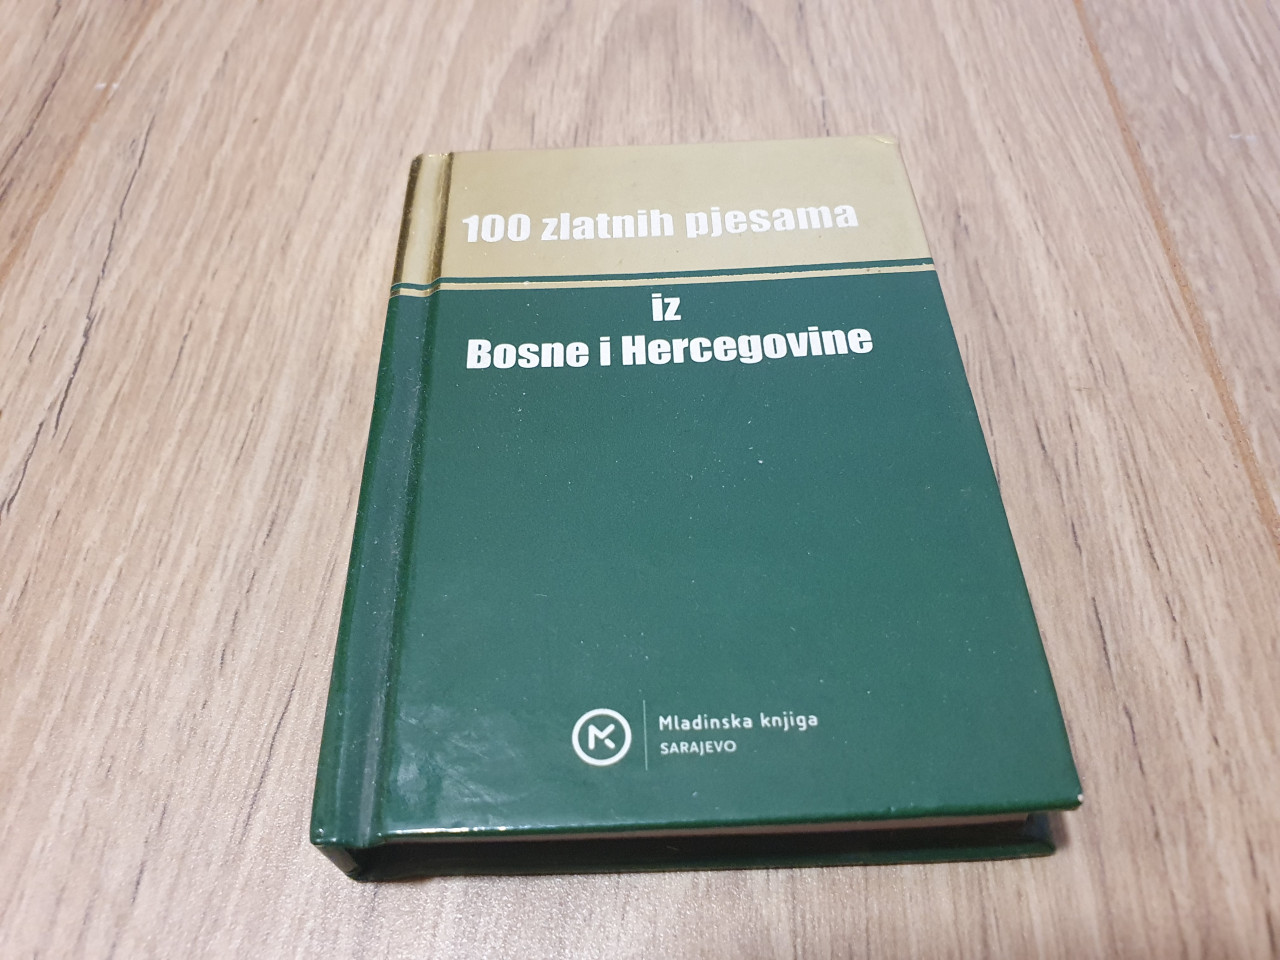 100 zlatnih pjesama
iz
Bosne i Hercegovine
Mladinska knjiga
SARAJEVO